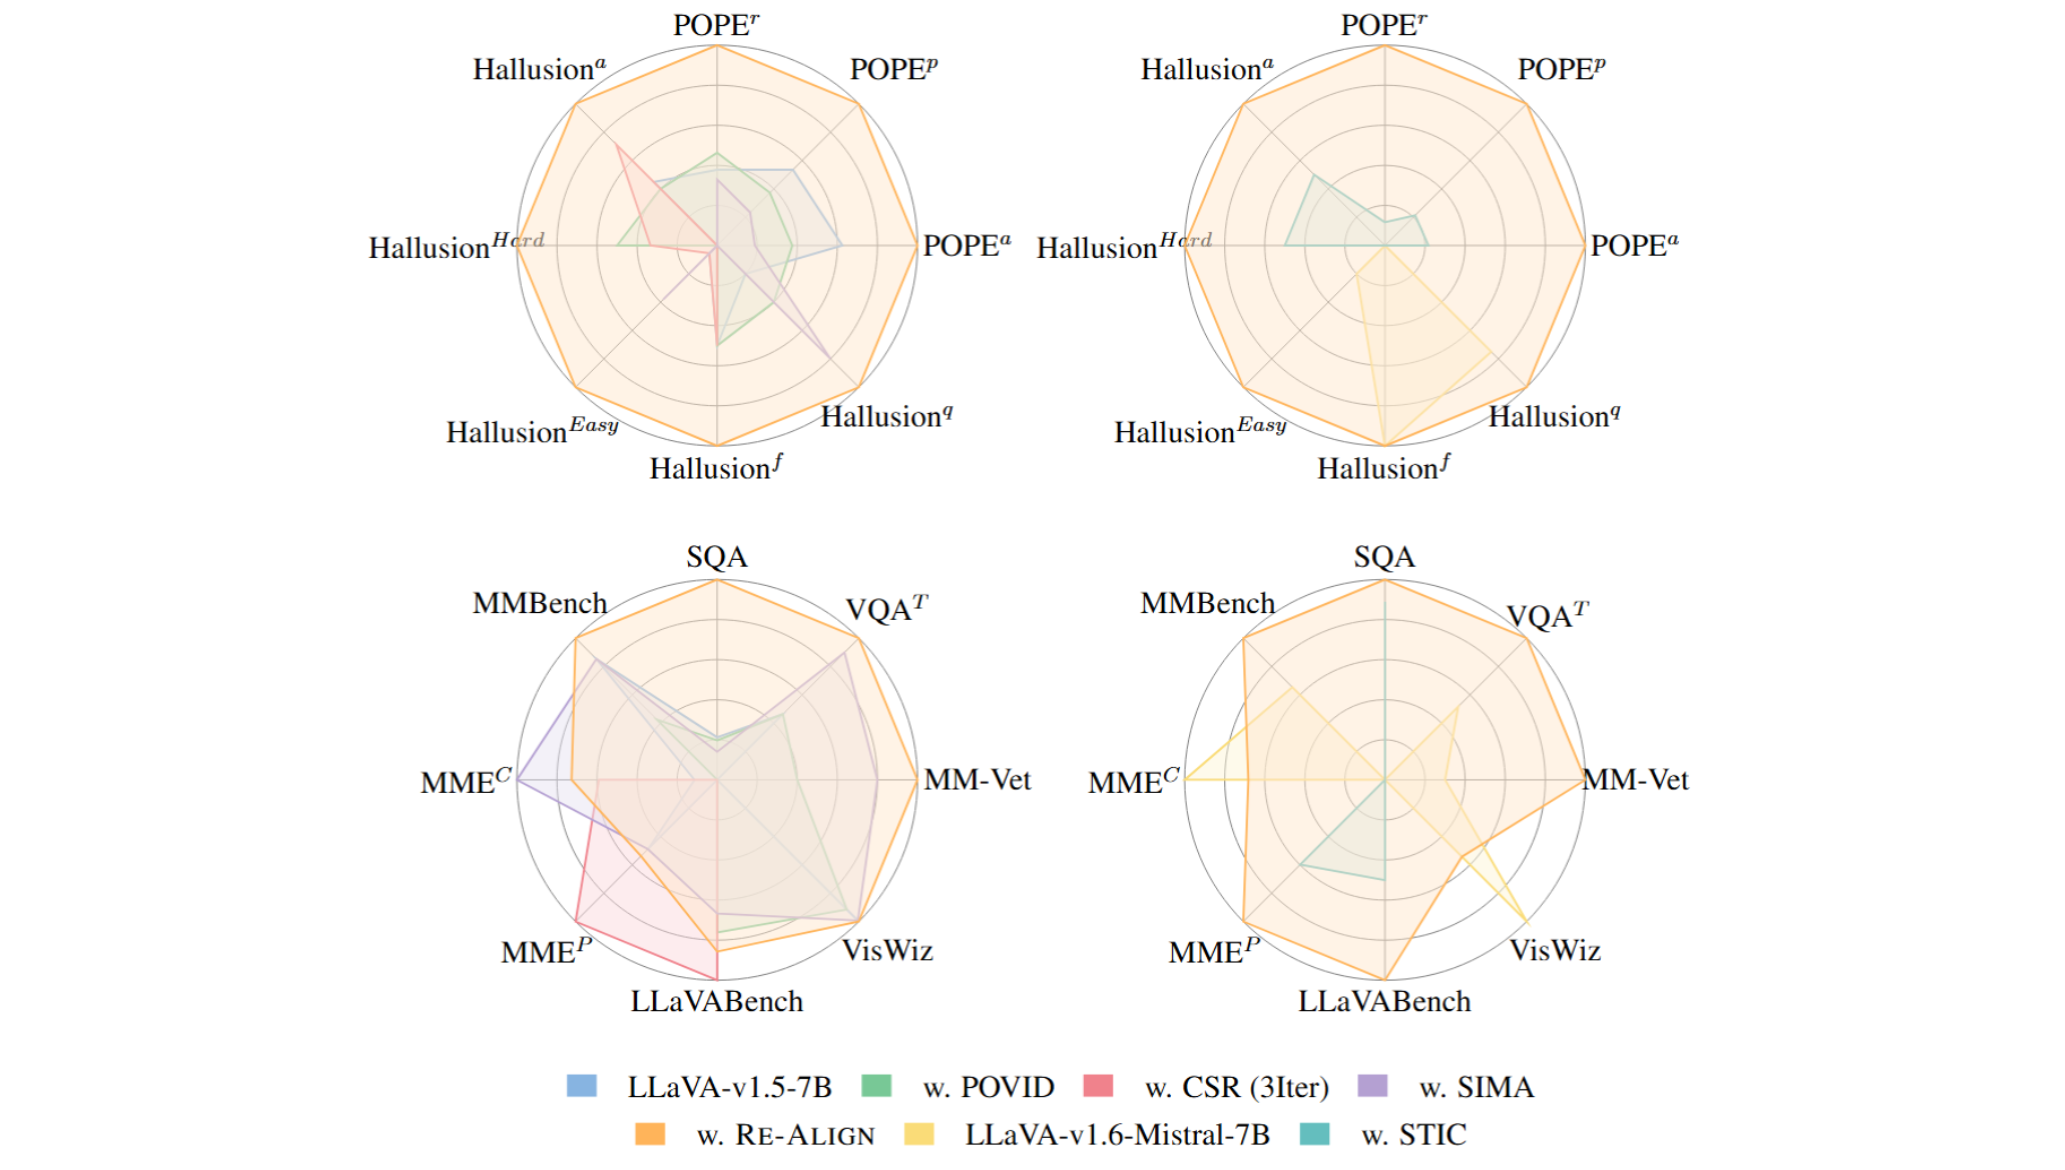 POPE^r
Hallusion^a
POPE^p
Hallusion^Hard
POPE^a
Hallusion^Easy
Hallusion^q
Hallusion^f
POPE^r
Hallusion^a
POPE^p
Hallusion^Hard
POPE^a
Hallusion^Easy
Hallusion^q
Hallusion^f
SQA
MMBench
VQA^T
MME^C
MM-Vet
MME^P
VisWiz
LLaVABench
SQA
MMBench
VQA^T
MME^C
MM-Vet
MME^P
VisWiz
LLaVABench
LLaVA-v1.5-7B w. POVID w. CSR (3Iter) w. SIMA
w. RE-ALIGN LLaVA-v1.6-Mistral-7B w. STIC